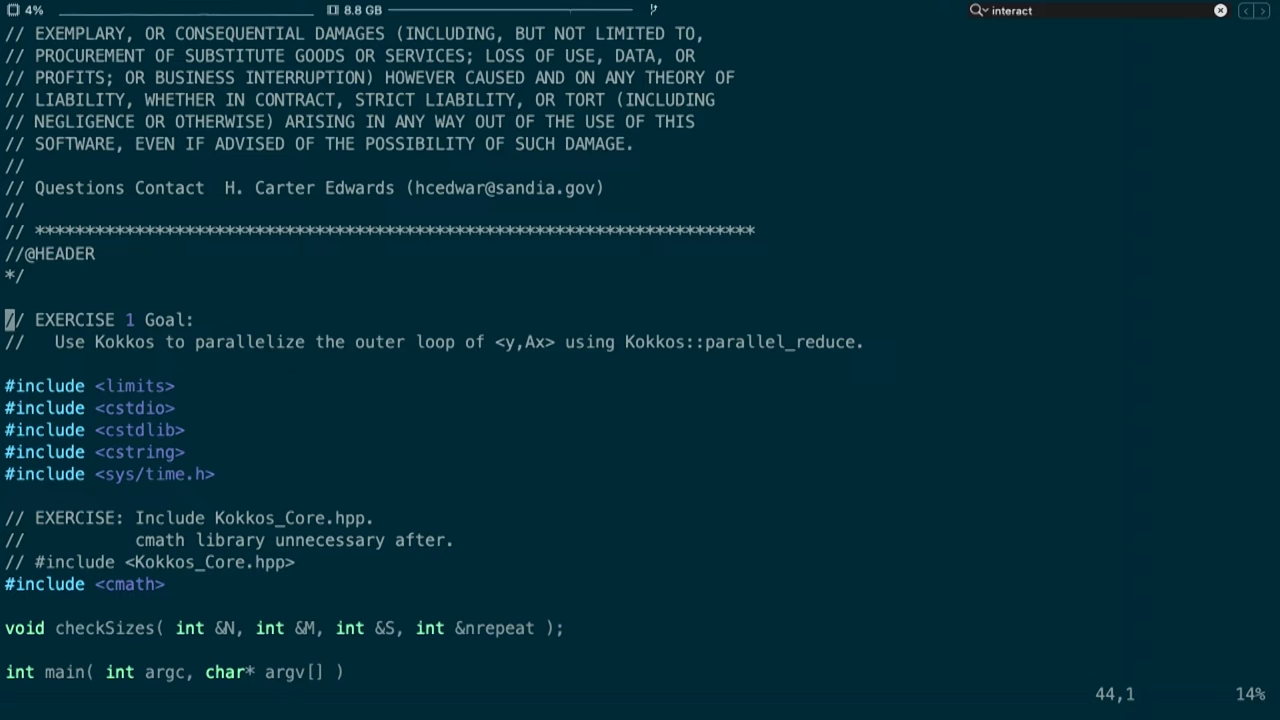 4% 8.8 GB interact
// EXEMPLARY, OR CONSEQUENTIAL DAMAGES (INCLUDING, BUT NOT LIMITED TO,
// PROCUREMENT OF SUBSTITUTE GOODS OR SERVICES; LOSS OF USE, DATA, OR
// PROFITS; OR BUSINESS INTERRUPTION) HOWEVER CAUSED AND ON ANY THEORY OF
// LIABILITY, WHETHER IN CONTRACT, STRICT LIABILITY, OR TORT (INCLUDING
// NEGLIGENCE OR OTHERWISE) ARISING IN ANY WAY OUT OF THE USE OF THIS
// SOFTWARE, EVEN IF ADVISED OF THE POSSIBILITY OF SUCH DAMAGE.
//
// Questions Contact  H. Carter Edwards (hcedwar@sandia.gov)
//
// ************************************************************************
//@HEADER
*/
// EXERCISE 1 Goal:
//   Use Kokkos to parallelize the outer loop of <y,Ax> using Kokkos::parallel_reduce.
#include <limits>
#include <cstdio>
#include <cstdlib>
#include <cstring>
#include <sys/time.h>
// EXERCISE: Include Kokkos_Core.hpp.
//           cmath library unnecessary after.
// #include <Kokkos_Core.hpp>
#include <cmath>
void checkSizes( int &N, int &M, int &S, int &nrepeat );
int main( int argc, char* argv[] )
44,1 14%